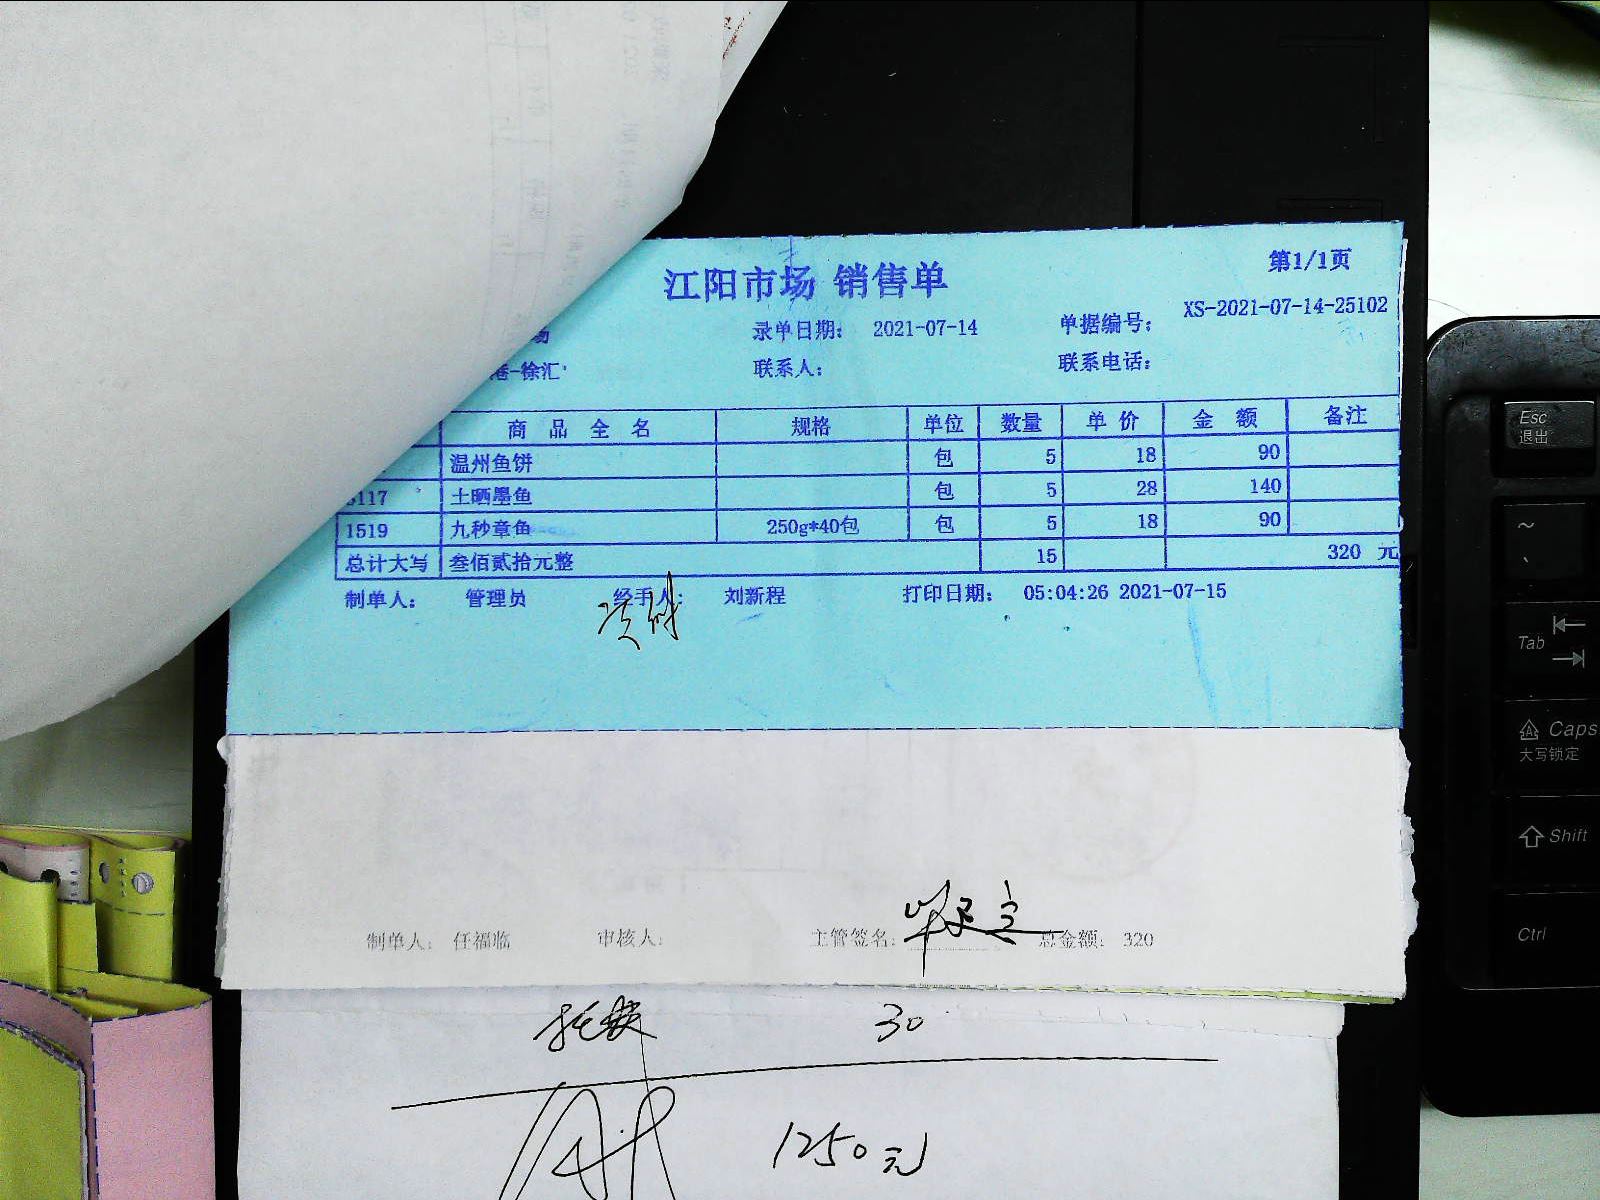 第1/1页
江阳市场 销售单
场 录单日期: 2021-07-14 单据编号: XS-2021-07-14-25102
港-徐汇 联系人: 联系电话:
商 品 全 名 规格 单位 数量 单 价 金 额 备注
温州鱼饼 包 5 18 90
117 土晒墨鱼 包 5 28 140
1519 九秒章鱼 250g*40包 包 5 18 90
总计大写 叁佰贰拾元整 15 320 元
制单人: 管理员 经手人: 刘新程 打印日期: 05:04:26 2021-07-15
制单人: 任福临 审核人: 主管签名: 总金额: 320
30
1250元
Esc
退出
~
Tab
Caps
大写锁定
Shift
Ctrl